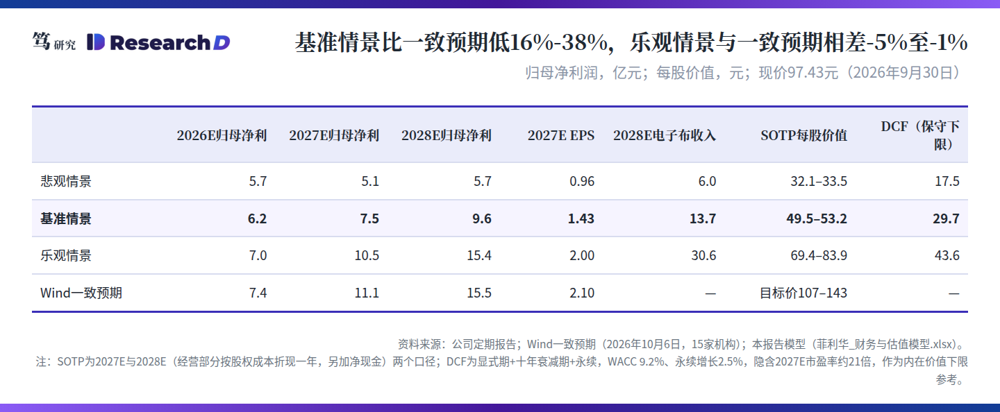 笃 研究 D ResearchD
基准情景比一致预期低16%-38%，乐观情景与一致预期相差-5%至-1%
归母净利润，亿元；每股价值，元；现价97.43元（2026年9月30日）
2026E归母净利 2027E归母净利 2028E归母净利 2027E EPS 2028E电子布收入 SOTP每股价值 DCF（保守下
限）
悲观情景 5.7 5.1 5.7 0.96 6.0 32.1–33.5 17.5
基准情景 6.2 7.5 9.6 1.43 13.7 49.5–53.2 29.7
乐观情景 7.0 10.5 15.4 2.00 30.6 69.4–83.9 43.6
Wind一致预期 7.4 11.1 15.5 2.10 — 目标价107–143 —
资料来源：公司定期报告；Wind一致预期（2026年10月6日，15家机构）；本报告模型（菲利华_财务与估值模型.xlsx）。
注：SOTP为2027E与2028E（经营部分按股权成本折现一年，另加净现金）两个口径；DCF为显式期+十年衰减期+永续，WACC 9.2%、永续增长2.5%，隐含2027E市盈率约21倍，作为内在价值下限
参考。